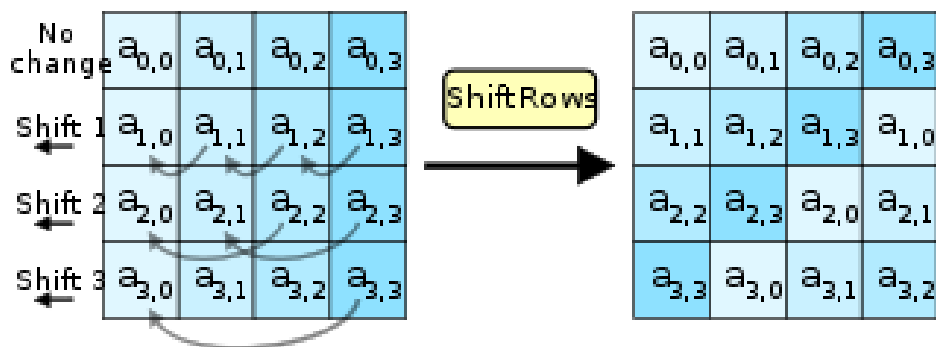 No
change
a0,0 a0,1 a0,2 a0,3
Shift 1
a1,0 a1,1 a1,2 a1,3
Shift 2
a2,0 a2,1 a2,2 a2,3
Shift 3
a3,0 a3,1 a3,2 a3,3
ShiftRows
a0,0 a0,1 a0,2 a0,3
a1,1 a1,2 a1,3 a1,0
a2,2 a2,3 a2,0 a2,1
a3,3 a3,0 a3,1 a3,2